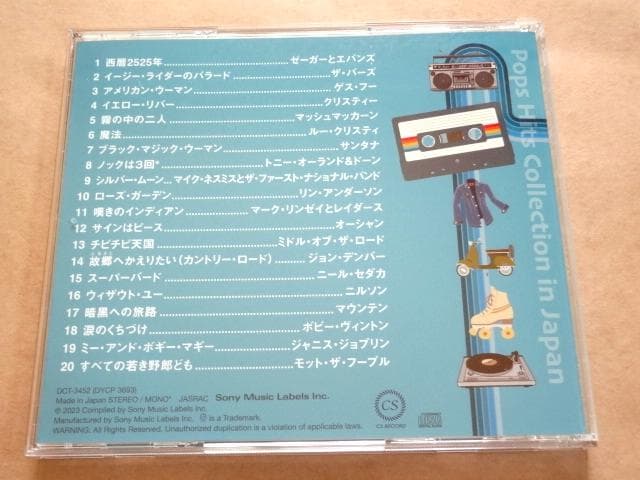 Pops Hits Collection in Japan
1 西暦2525年 ゼーガーとエバンズ
2 イージー・ライダーのバラード ザ・バーズ
3 アメリカン・ウーマン ゲス・フー
4 イエロー・リバー クリスティー
5 霧の中の二人 マッシュマッカーン
6 魔法 ルー・クリスティ
7 ブラック・マジック・ウーマン サンタナ
8 ノックは3回* トニー・オーランド&ドーン
9 シルバー・ムーン マイク・ネスミスとザ・ファースト・ナショナル・バンド
10 ローズ・ガーデン リン・アンダーソン
11 嘆きのインディアン マーク・リンゼイとレイダース
12 サインはピース オーシャン
13 チピチピ天国 ミドル・オブ・ザ・ロード
14 故郷へかえりたい（カントリー・ロード） ジョン・デンバー
15 スーパーバード ニール・セダカ
16 ウィザウト・ユー ニルソン
17 暗黒への旅路 マウンテン
18 涙のくちづけ ボビー・ヴィントン
19 ミー・アンド・ボギー・マギー ジャニス・ジョプリン
20 すべての若き野郎ども モット・ザ・フープル
DCT-3452 (DYCP 3693)
Made in Japan STEREO / MONO* JASRAC Sony Music Labels Inc.
℗ 2023 Compiled by Sony Music Labels Inc.
Manufactured by Sony Music Labels Inc. is a Trademark.
WARNING: All Rights Reserved. Unauthorized duplication is a violation of applicable laws.
CS
CS RECORD